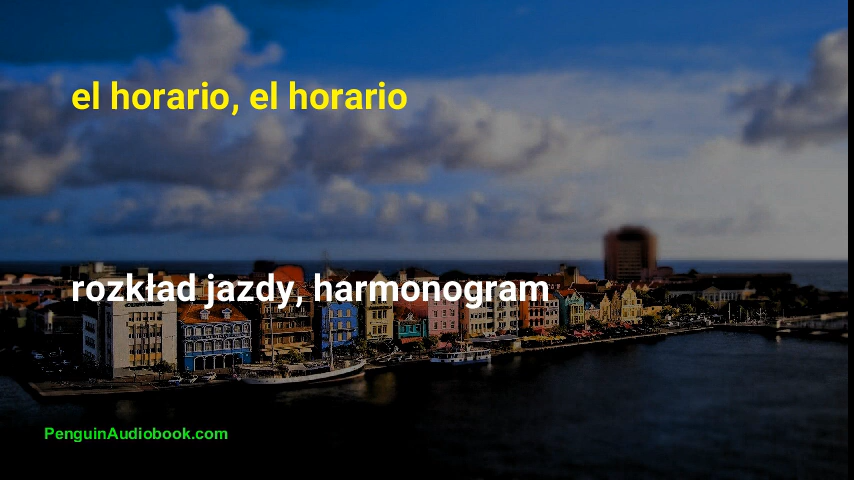 el horario, el horario
rozkład jazdy, harmonogram
PenguinAudiobook.com